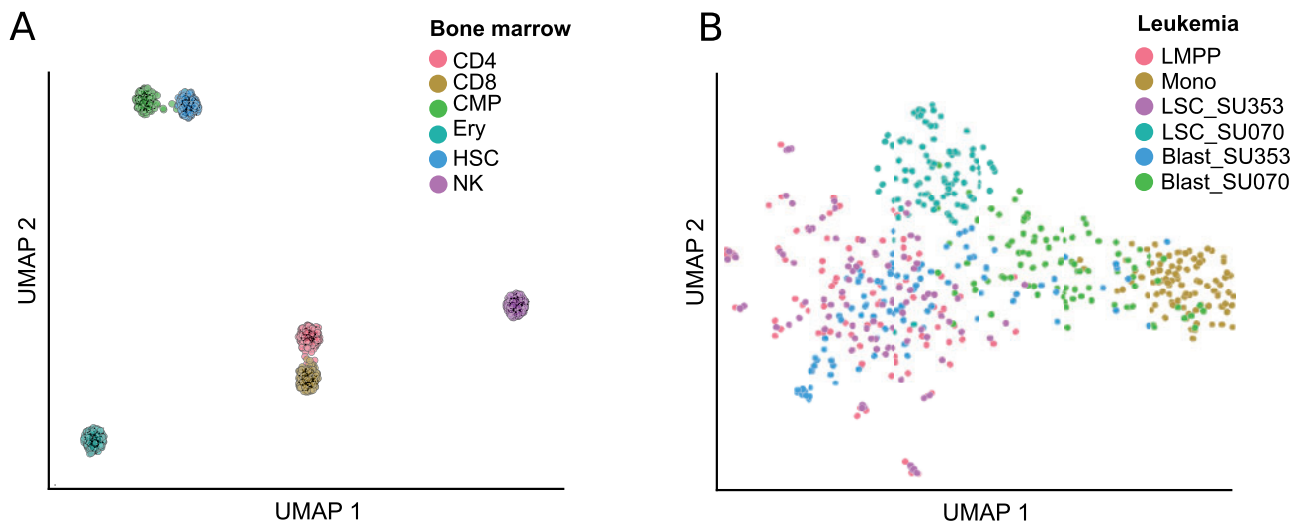 A
Bone marrow
CD4
CD8
CMP
Ery
HSC
NK
UMAP 2
UMAP 1
B
Leukemia
LMPP
Mono
LSC_SU353
LSC_SU070
Blast_SU353
Blast_SU070
UMAP 2
UMAP 1